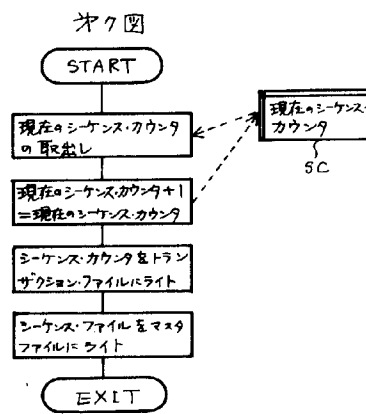 第7図
START
現在のシーケンス・カウンタ
の取出し
現在のシーケンス・カウンタ+1
=現在のシーケンス・カウンタ
シーケンス・カウンタをトラン
ザクション・ファイルにライト
シーケンス・ファイルをマスタ
ファイルにライト
EXIT
現在のシーケンス・
カウンタ
SC